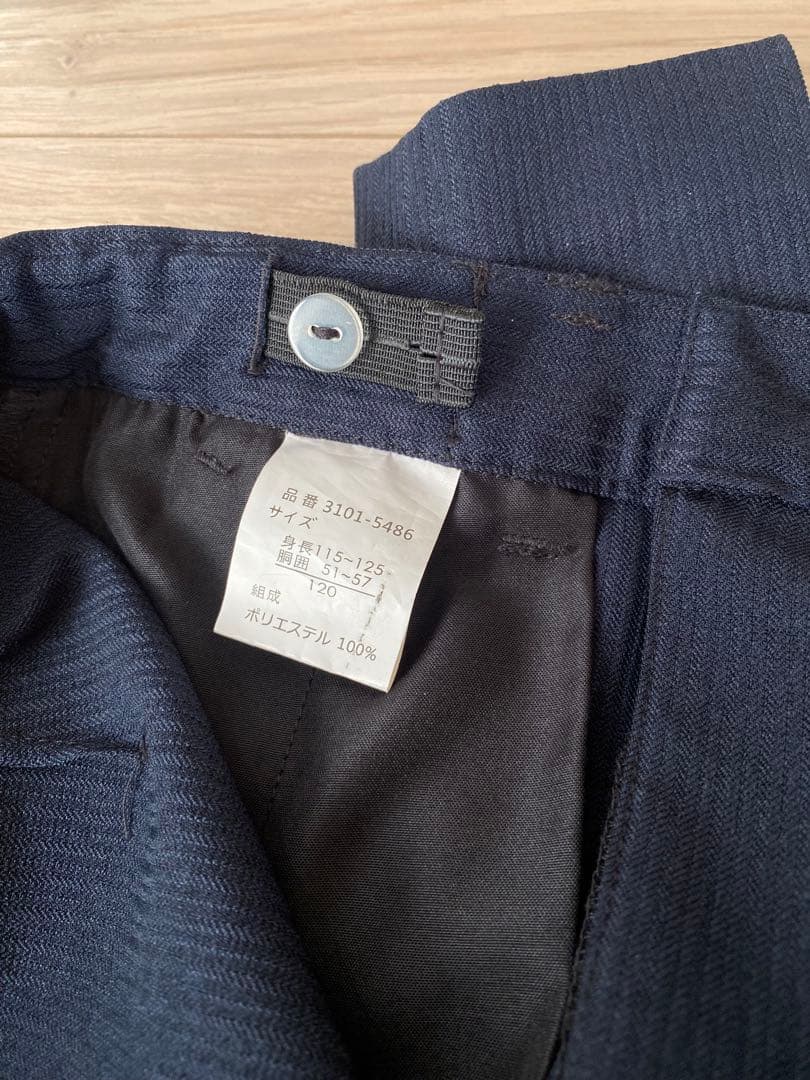 品番 3101-5486
サイズ
身長115~125
胴囲 51~57
120
組成
ポリエステル 100%